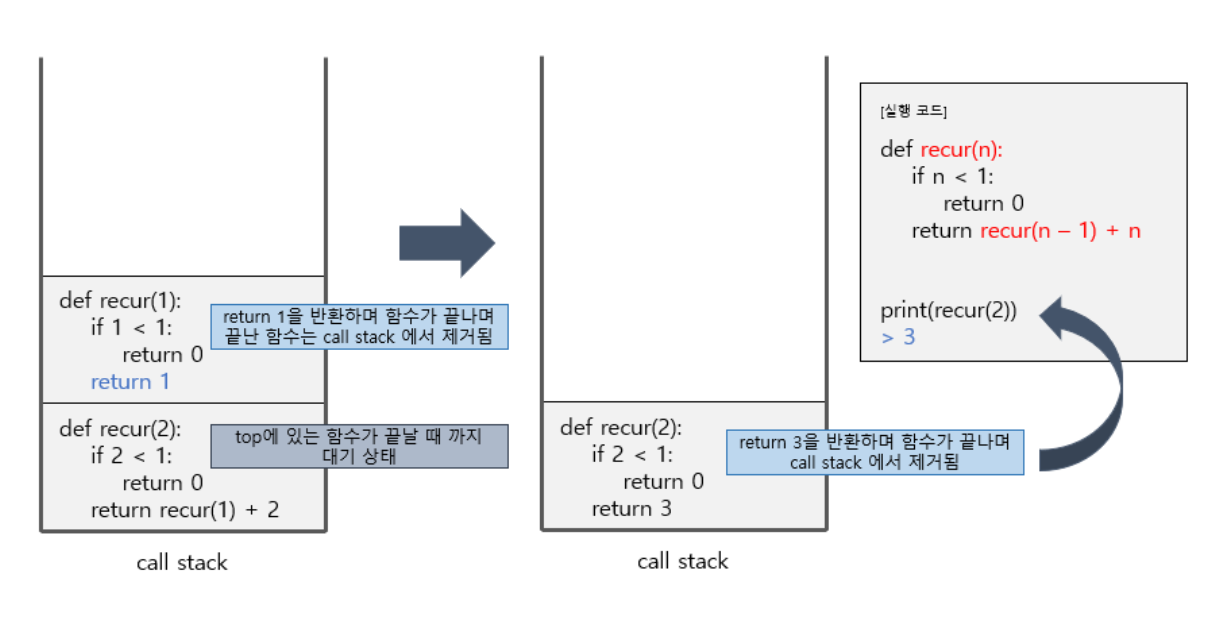 def recur(1):
if 1 < 1:
return 0
return 1
return 1을 반환하며 함수가 끝나며
끝난 함수는 call stack 에서 제거됨
def recur(2):
if 2 < 1:
return 0
return recur(1) + 2
top에 있는 함수가 끝날 때 까지
대기 상태
call stack
def recur(2):
if 2 < 1:
return 0
return 3
return 3을 반환하며 함수가 끝나며
call stack 에서 제거됨
call stack
[실행 코드]
def recur(n):
if n < 1:
return 0
return recur(n – 1) + n
print(recur(2))
> 3